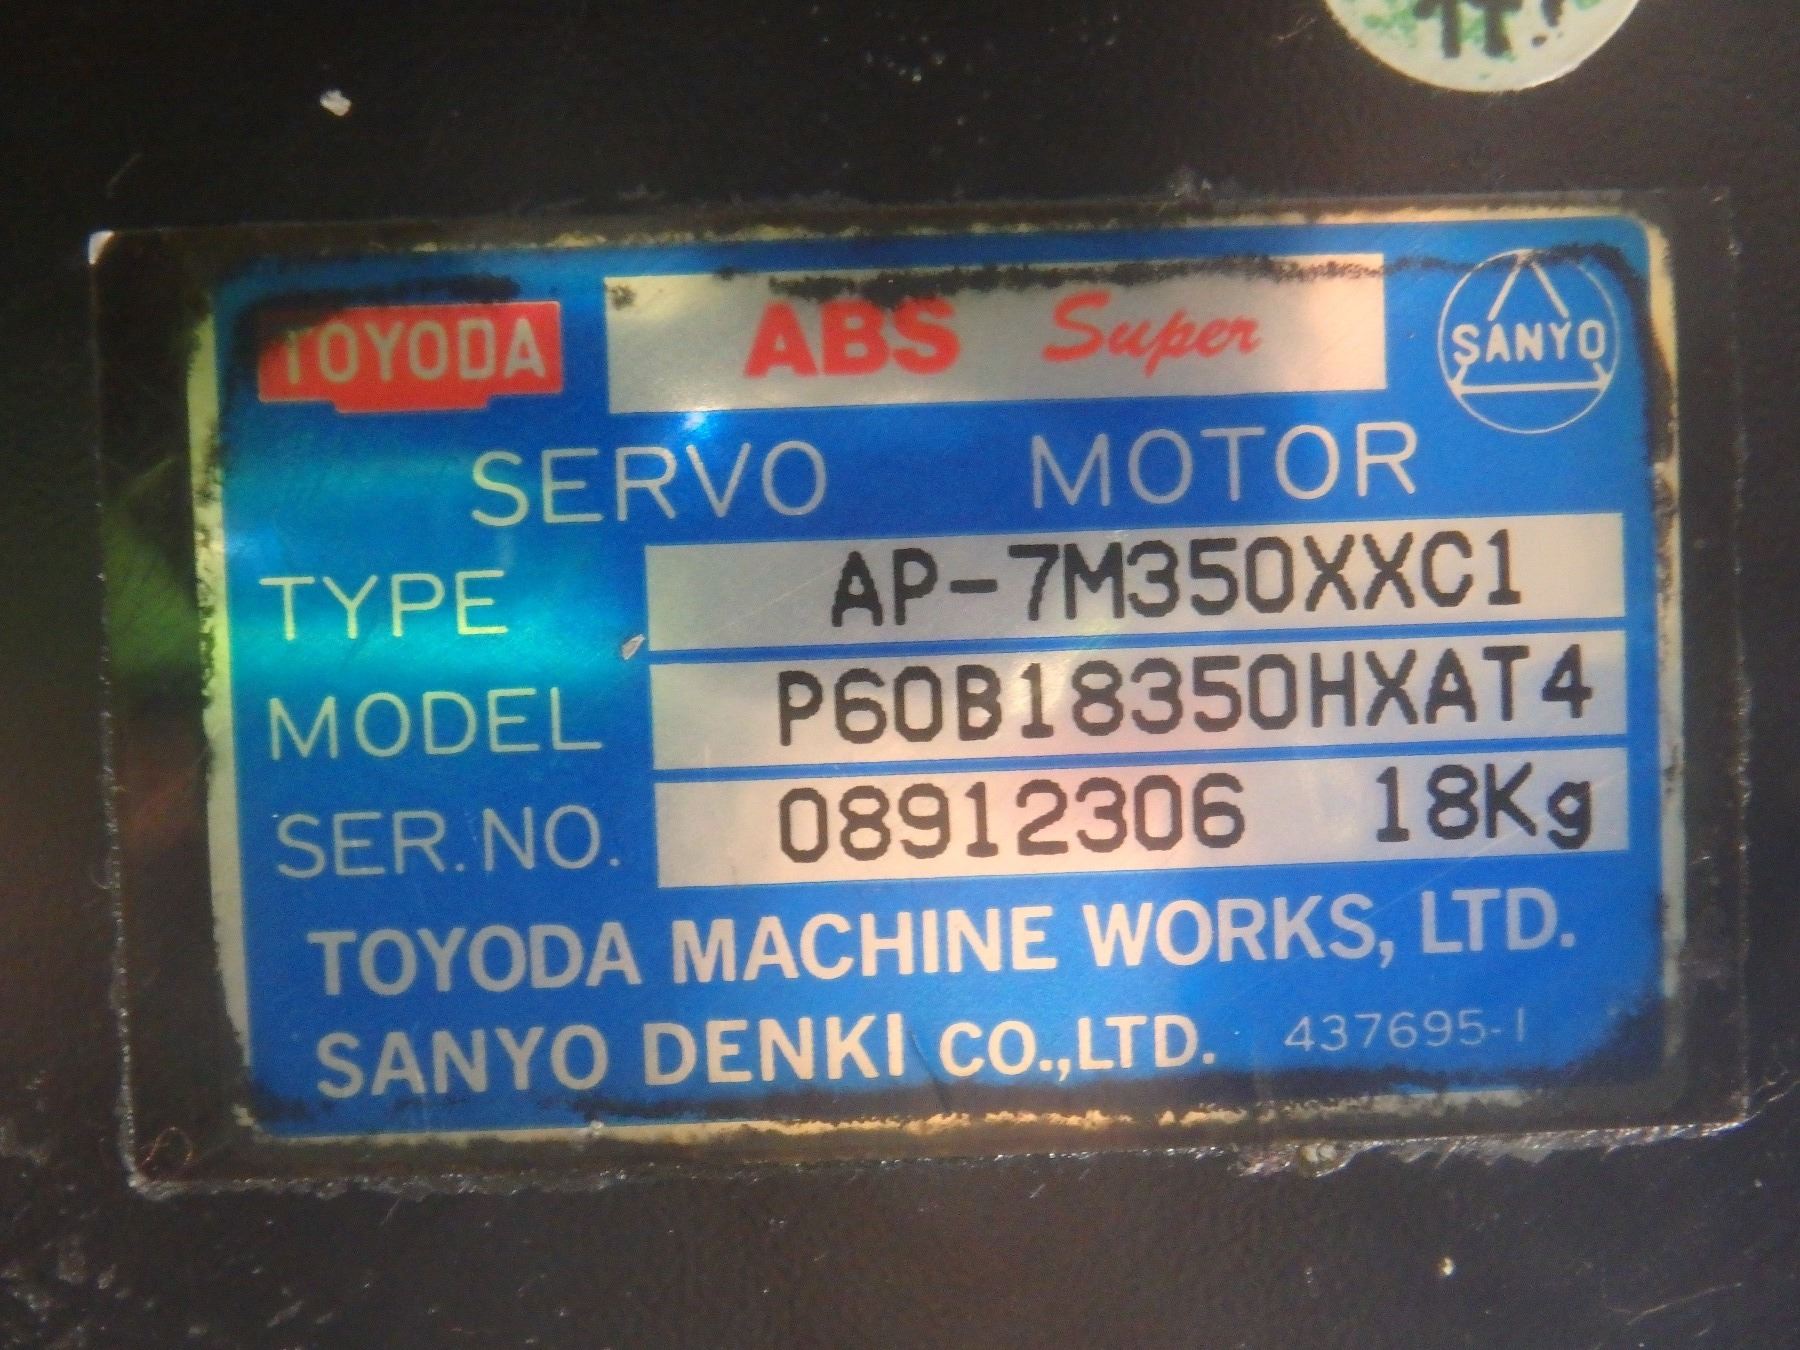 TOYODA ABS Super SANYO
SERVO MOTOR
TYPE AP-7M350XXC1
MODEL P60B18350HXAT4
SER.NO. 08912306 18Kg
TOYODA MACHINE WORKS, LTD.
SANYO DENKI CO.,LTD. 437695-1